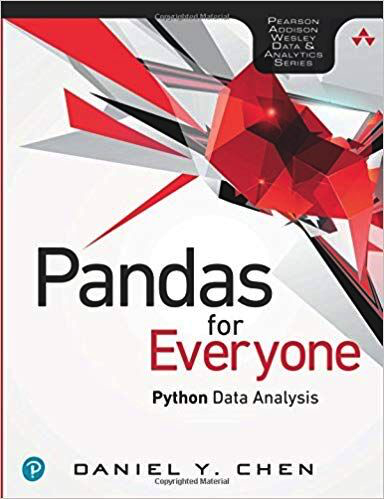 PEARSON
ADDISON
WESLEY
DATA &
ANALYTICS
SERIES
Pandas
for
Everyone
Python Data Analysis
P
DANIEL Y. CHEN